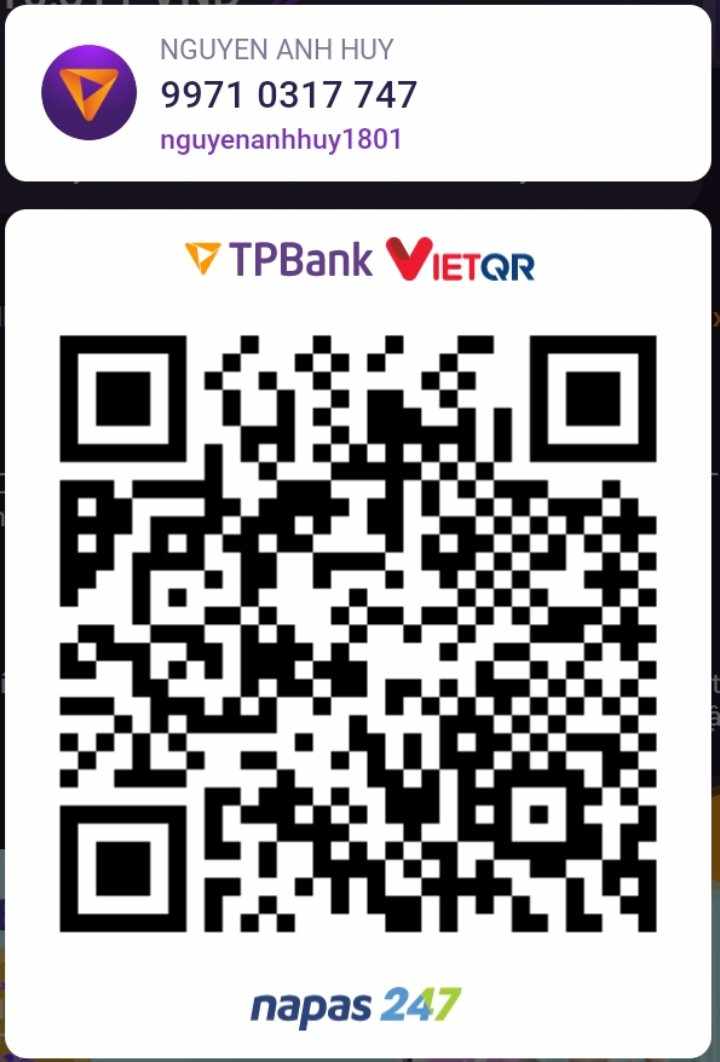 NGUYEN ANH HUY
9971 0317 747
nguyenanhhuy1801
TPBank VIETQR
napas 247